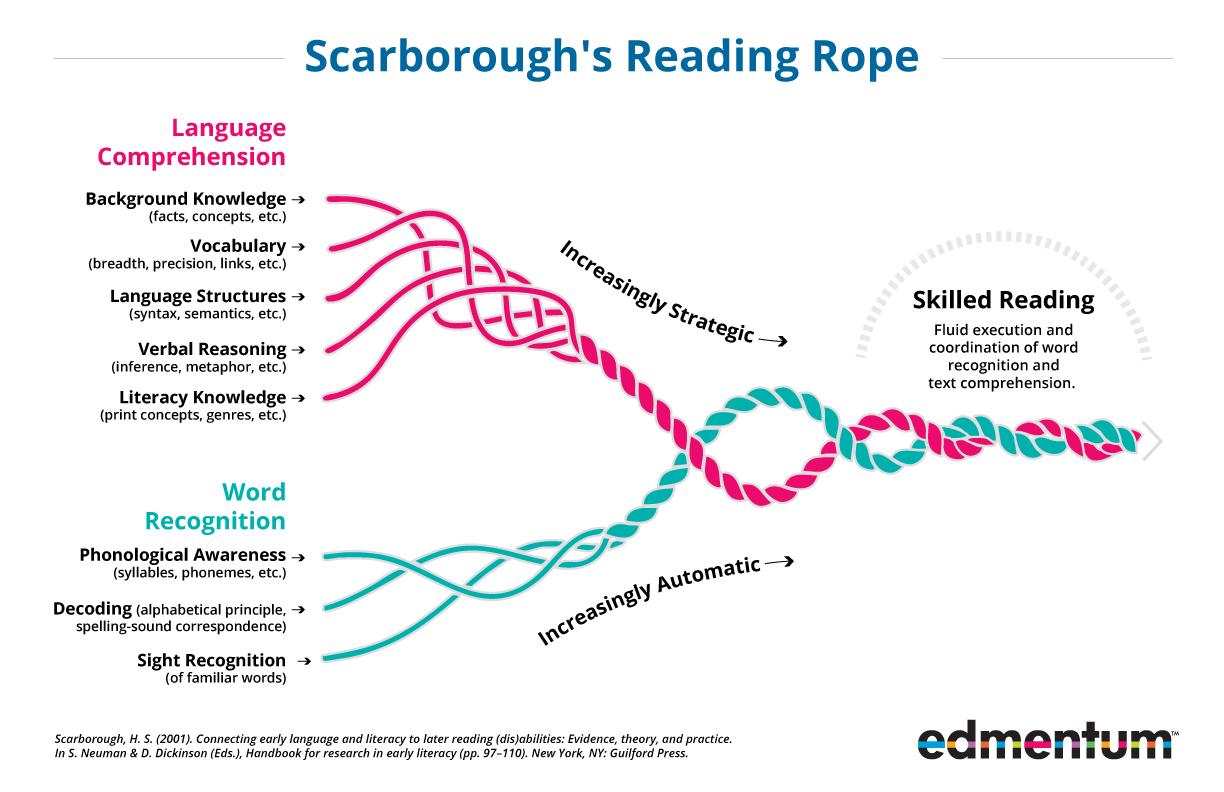 Scarborough's Reading Rope
Language
Comprehension
Background Knowledge →
(facts, concepts, etc.)
Vocabulary →
(breadth, precision, links, etc.)
Language Structures →
(syntax, semantics, etc.)
Verbal Reasoning →
(inference, metaphor, etc.)
Literacy Knowledge →
(print concepts, genres, etc.)
Word
Recognition
Phonological Awareness →
(syllables, phonemes, etc.)
Decoding (alphabetical principle, →
spelling-sound correspondence)
Sight Recognition →
(of familiar words)
Increasingly Strategic →
Increasingly Automatic →
Skilled Reading
Fluid execution and
coordination of word
recognition and
text comprehension.
Scarborough, H. S. (2001). Connecting early language and literacy to later reading (dis)abilities: Evidence, theory, and practice.
In S. Neuman & D. Dickinson (Eds.), Handbook for research in early literacy (pp. 97–110). New York, NY: Guilford Press.
edmentum™